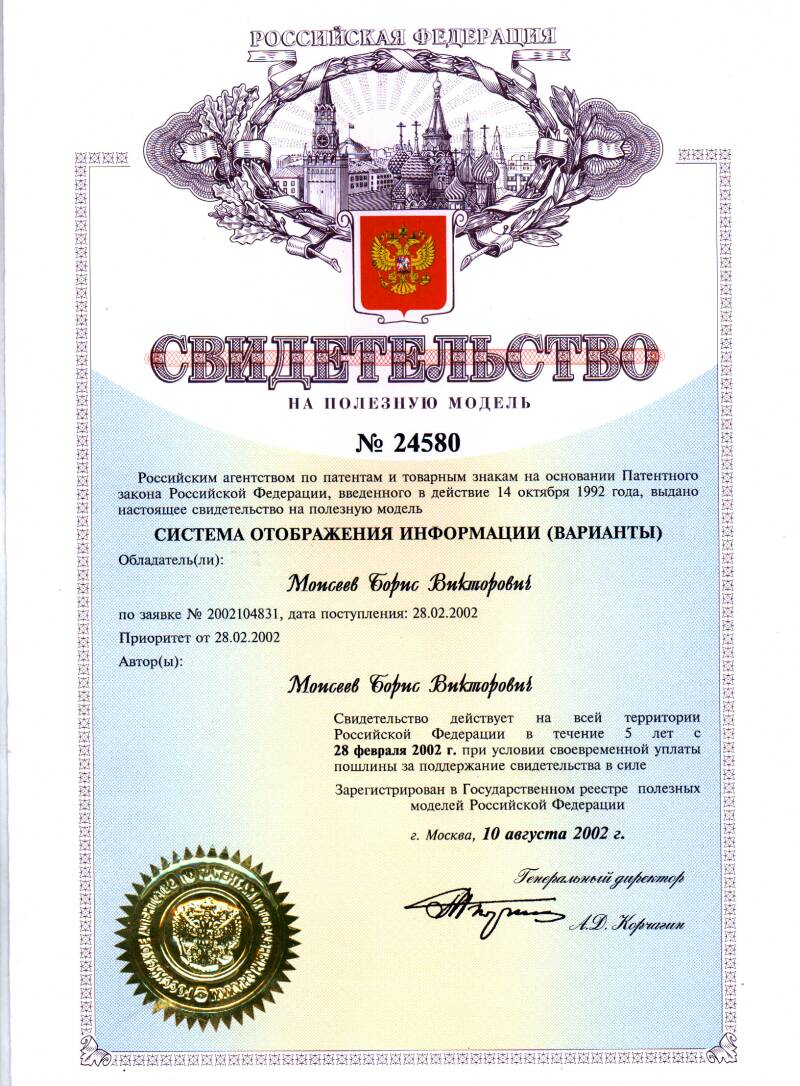 РОССИЙСКАЯ ФЕДЕРАЦИЯ
СВИДЕТЕЛЬСТВО
НА ПОЛЕЗНУЮ МОДЕЛЬ
№ 24580
Российским агентством по патентам и товарным знакам на основании Патентного
закона Российской Федерации, введенного в действие 14 октября 1992 года, выдано
настоящее свидетельство на полезную модель
СИСТЕМА ОТОБРАЖЕНИЯ ИНФОРМАЦИИ (ВАРИАНТЫ)
Обладатель(ли):
Моисеев Борис Викторович
по заявке № 2002104831, дата поступления: 28.02.2002
Приоритет от 28.02.2002
Автор(ы):
Моисеев Борис Викторович
Свидетельство действует на всей территории
Российской Федерации в течение 5 лет с
28 февраля 2002 г. при условии своевременной уплаты
пошлины за поддержание свидетельства в силе
Зарегистрирован в Государственном реестре полезных
моделей Российской Федерации
г. Москва, 10 августа 2002 г.
Генеральный директор
А.Д. Корчагин